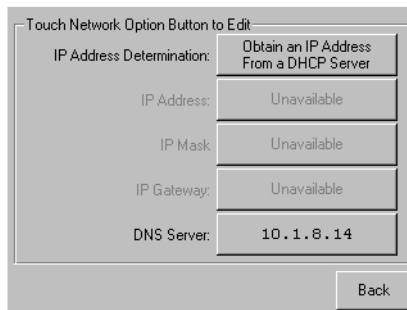 Touch Network Option Button to Edit
IP Address Determination:
Obtain an IP Address
From a DHCP Server
IP Address:
Unavailable
IP Mask
Unavailable
IP Gateway:
Unavailable
DNS Server:
10.1.8.14
Back